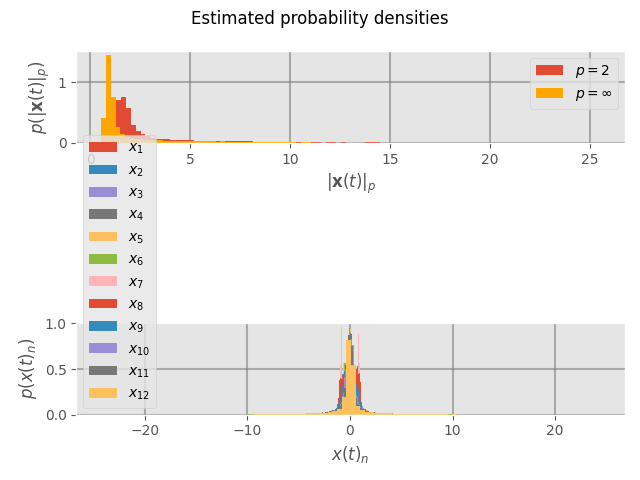 Estimated probability densities
p(|x(t)|ₚ)
1
0
p = 2
p = ∞
0 5 10 15 20 25
|x(t)|ₚ
x₁
x₂
x₃
x₄
x₅
x₆
x₇
x₈
x₉
x₁₀
x₁₁
x₁₂
p(x(t)ₙ)
1.0
0.5
0.0
−20 −10 0 10 20
x(t)ₙ